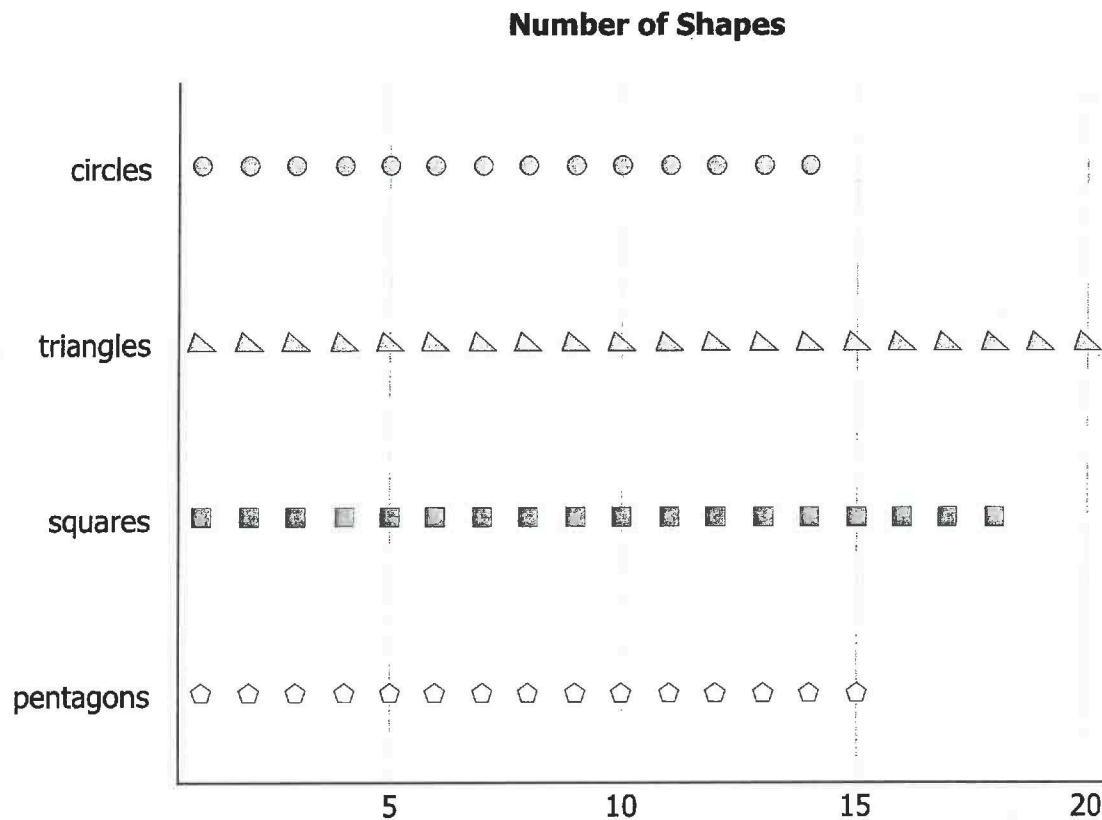 Number of Shapes
circles
triangles
squares
pentagons
5 10 15 20